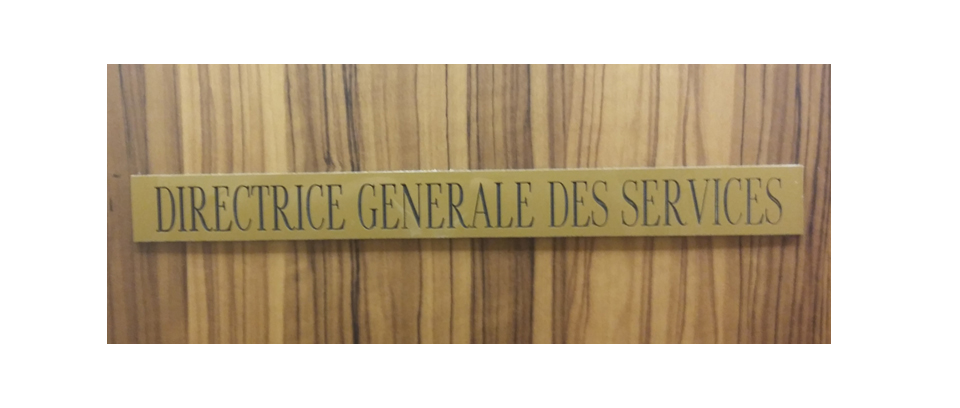 DIRECTRICE GENERALE DES SERVICES